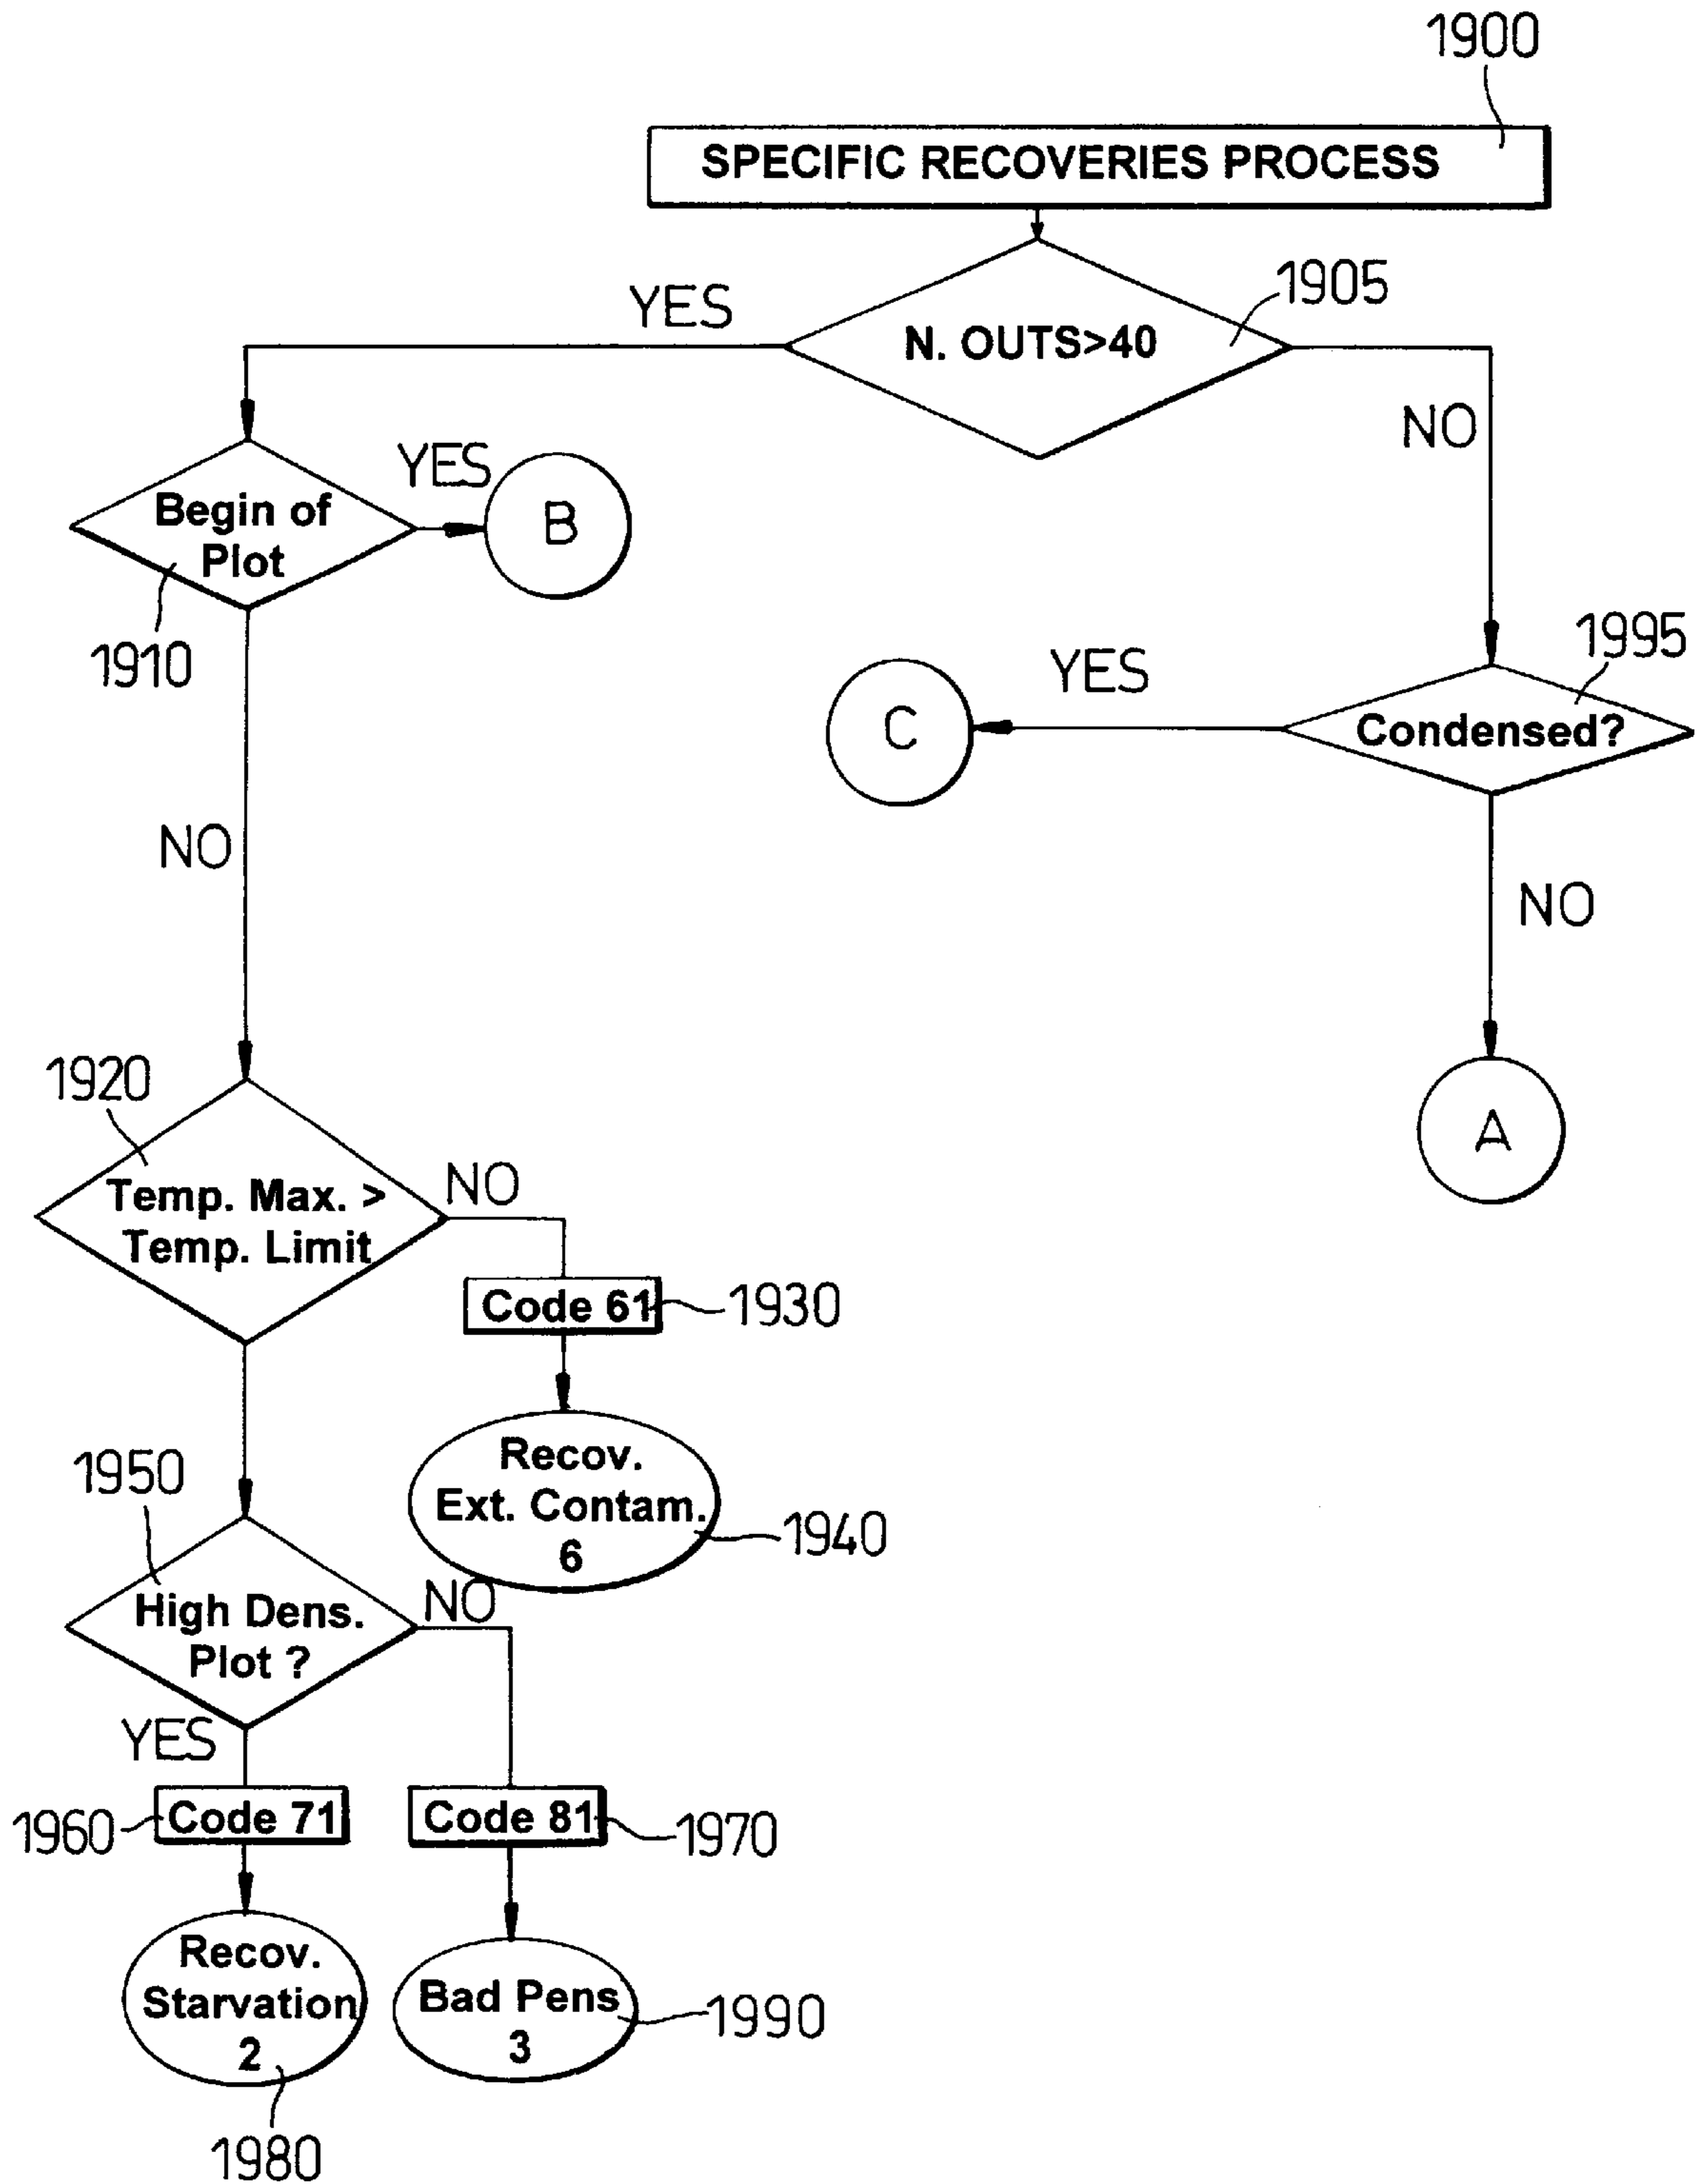 1900
SPECIFIC RECOVERIES PROCESS
1905
YES
N. OUTS>40
NO
YES
Begin of
Plot
B
1910
1995
YES
C
Condensed?
NO
NO
A
1920
NO
Temp. Max. >
Temp. Limit
Code 61
1930
1950
Recov.
Ext. Contam.
6
1940
NO
High Dens.
Plot ?
YES
1960
Code 71
Code 81
1970
Recov.
Starvation
2
Bad Pens
3
1990
1980